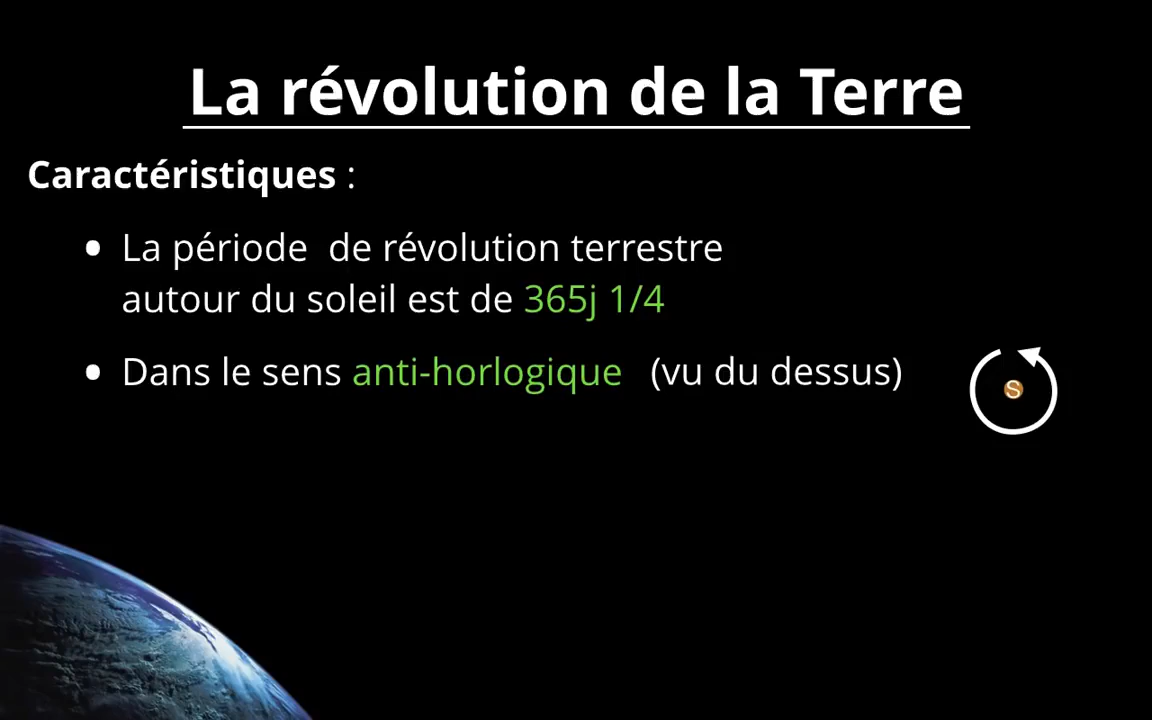 La révolution de la Terre
Caractéristiques :
• La période de révolution terrestre
autour du soleil est de 365j 1/4
• Dans le sens anti-horlogique (vu du dessus)
S